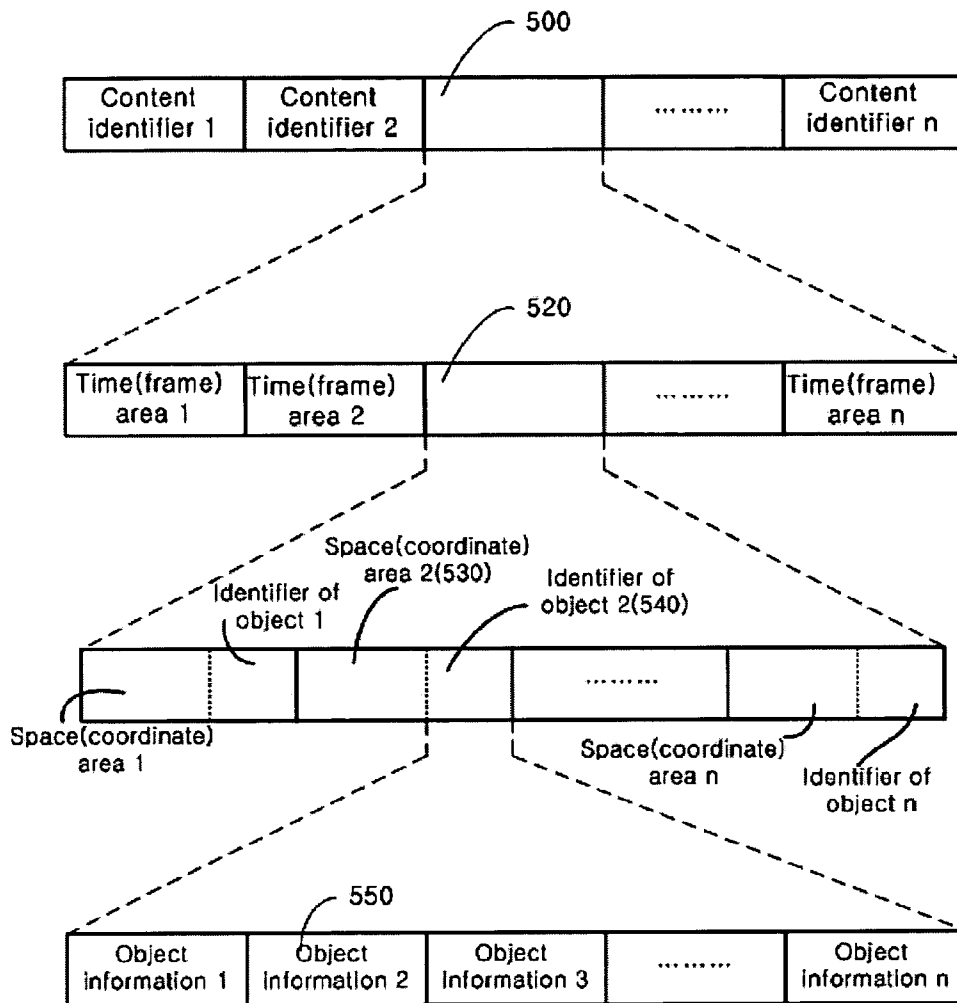 500
Content
identifier 1
Content
identifier 2
………
Content
identifier n
520
Time(frame)
area 1
Time(frame)
area 2
………
Time(frame)
area n
Space(coordinate)
area 2(530)
Identifier of
object 1
Identifier of
object 2(540)
………
Space(coordinate)
area 1
Space(coordinate)
area n
Identifier of
object n
550
Object
information 1
Object
information 2
Object
information 3
………
Object
information n